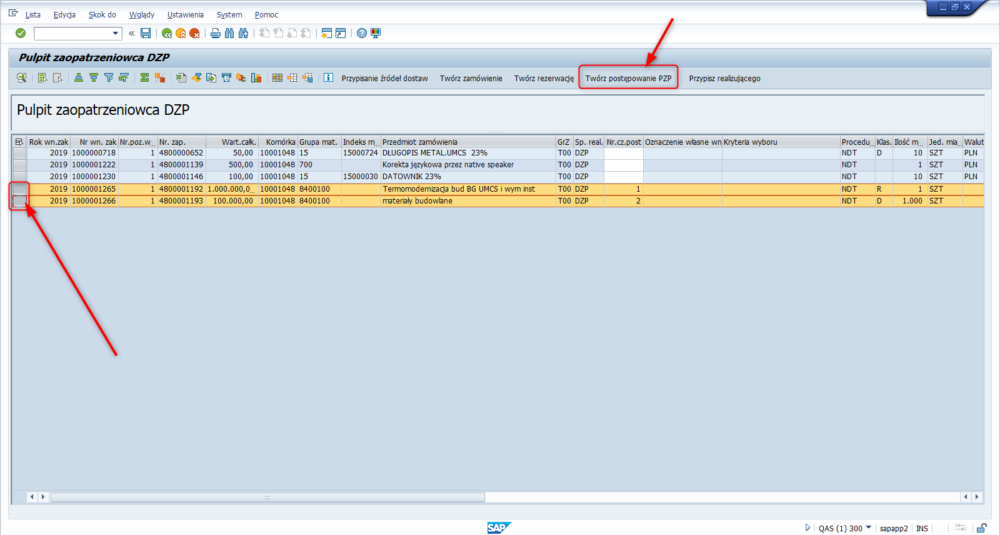 Lista Edycja Skok do Wglądy Ustawienia System Pomoc
Pulpit zaopatrzeniowca DZP
Przypisanie źródeł dostaw Twórz zamówienie Twórz rezerwację Twórz postępowanie PZP Przypisz realizującego
Pulpit zaopatrzeniowca DZP
Rok wn.zak Nr wn. zak Nr.poz.w... Nr. zap. Wart.całk. Komórka Grupa mat. Indeks m... Przedmiot zamówienia GrZ Sp. real. Nr.cz.post Oznaczenie własne wn Kryteria wyboru Procedu... Klas. Ilość m... Jed. mia... Walut
2019 1000000718 1 4800000652 50,00 10001048 15 15000724 DŁUGOPIS METAL.UMCS 23% T00 DZP NDT D 10 SZT PLN
2019 1000001222 1 4800001139 500,00 10001048 700 Korekta językowa przez native speaker T00 DZP NDT 1 SZT PLN
2019 1000001230 1 4800001146 100,00 10001048 15 15000030 DATOWNIK 23% T00 DZP NDT 10 SZT PLN
2019 1000001265 1 4800001192 1.000.000,0... 10001048 8400100 Termomodernizacja bud BG UMCS i wym inst T00 DZP 1 NDT R 1 SZT
2019 1000001266 1 4800001193 100.000,00 10001048 8400100 materiały budowlane T00 DZP 2 NDT D 1.000 SZT
SAP QAS (1) 300 sapapp2 INS